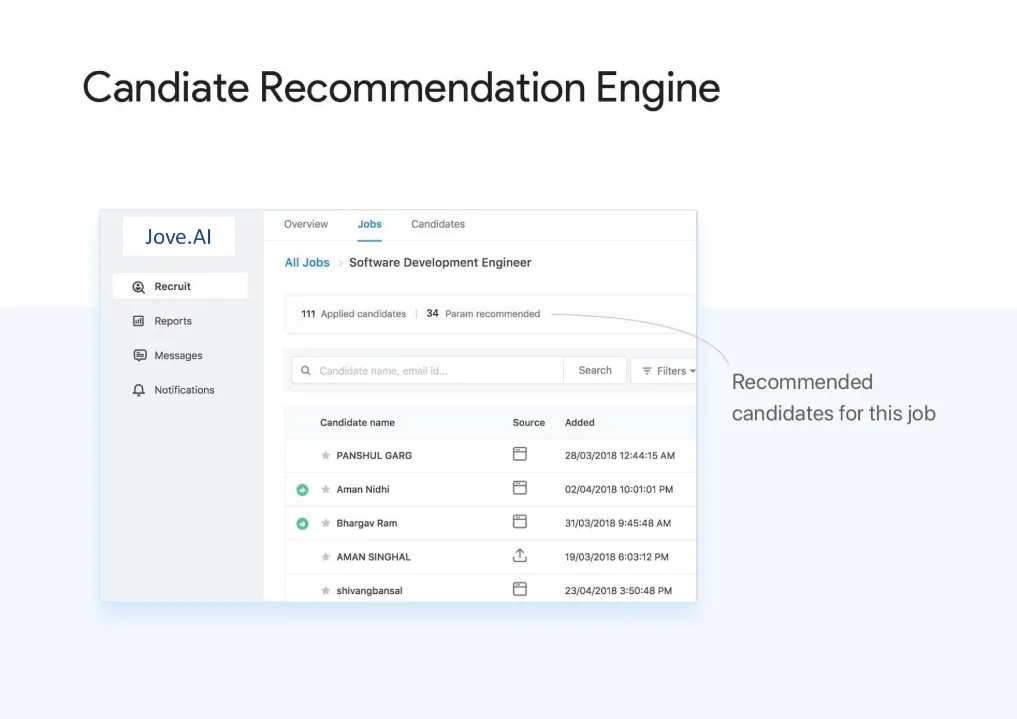 Candiate Recommendation Engine
Jove.AI
Recruit
Reports
Messages
Notifications
Overview Jobs Candidates
All Jobs > Software Development Engineer
111 Applied candidates | 34 Param recommended
Candidate name, email id... Search Filters
Candidate name Source Added
PANSHUL GARG 28/03/2018 12:44:15 AM
Aman Nidhi 02/04/2018 10:01:01 PM
Bhargav Ram 31/03/2018 9:45:48 AM
AMAN SINGHAL 19/03/2018 6:03:12 PM
shivangbansal 23/04/2018 3:50:48 PM
Recommended
candidates for this job